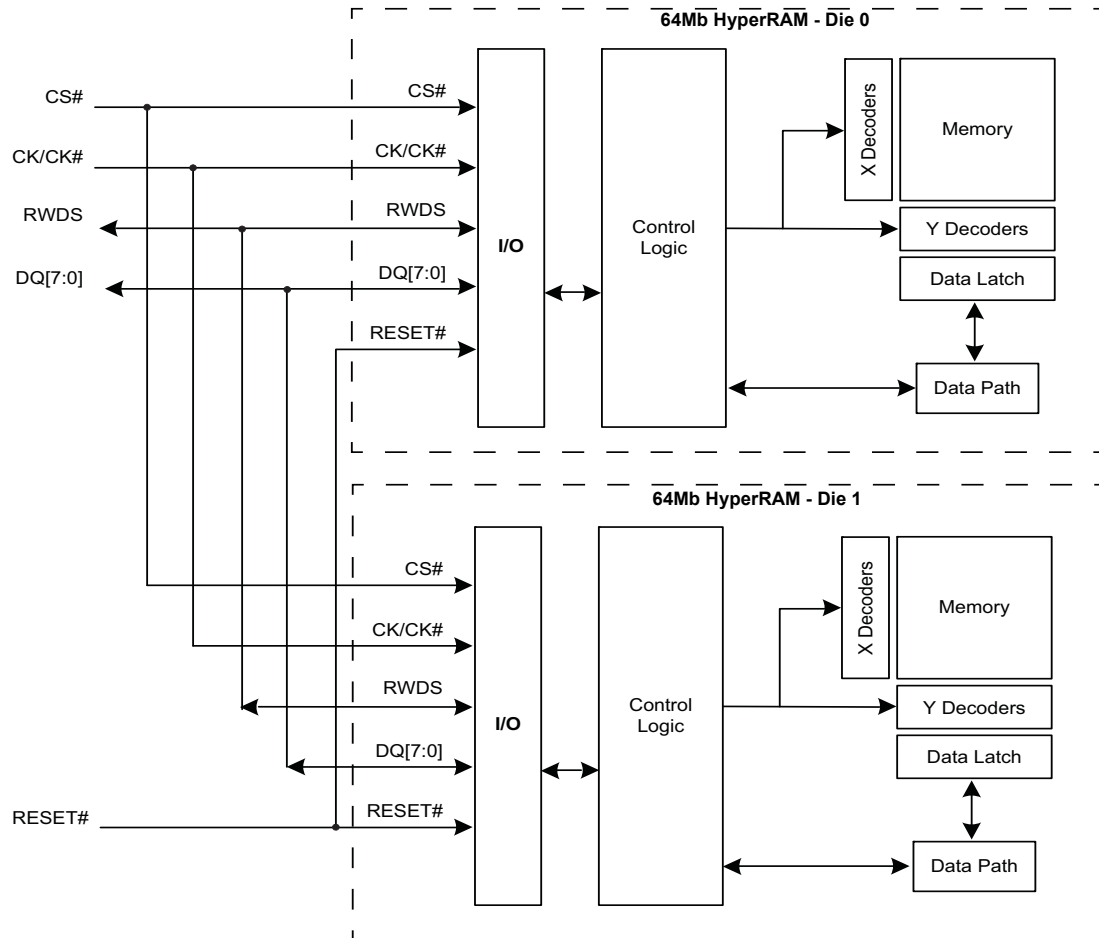 64Mb HyperRAM - Die 0
CS#
CS#
X Decoders
Memory
CK/CK#
CK/CK#
RWDS
RWDS
I/O
Control
Logic
Y Decoders
DQ[7:0]
DQ[7:0]
Data Latch
RESET#
Data Path
64Mb HyperRAM - Die 1
CS#
X Decoders
Memory
CK/CK#
RWDS
I/O
Control
Logic
Y Decoders
DQ[7:0]
Data Latch
RESET#
RESET#
Data Path